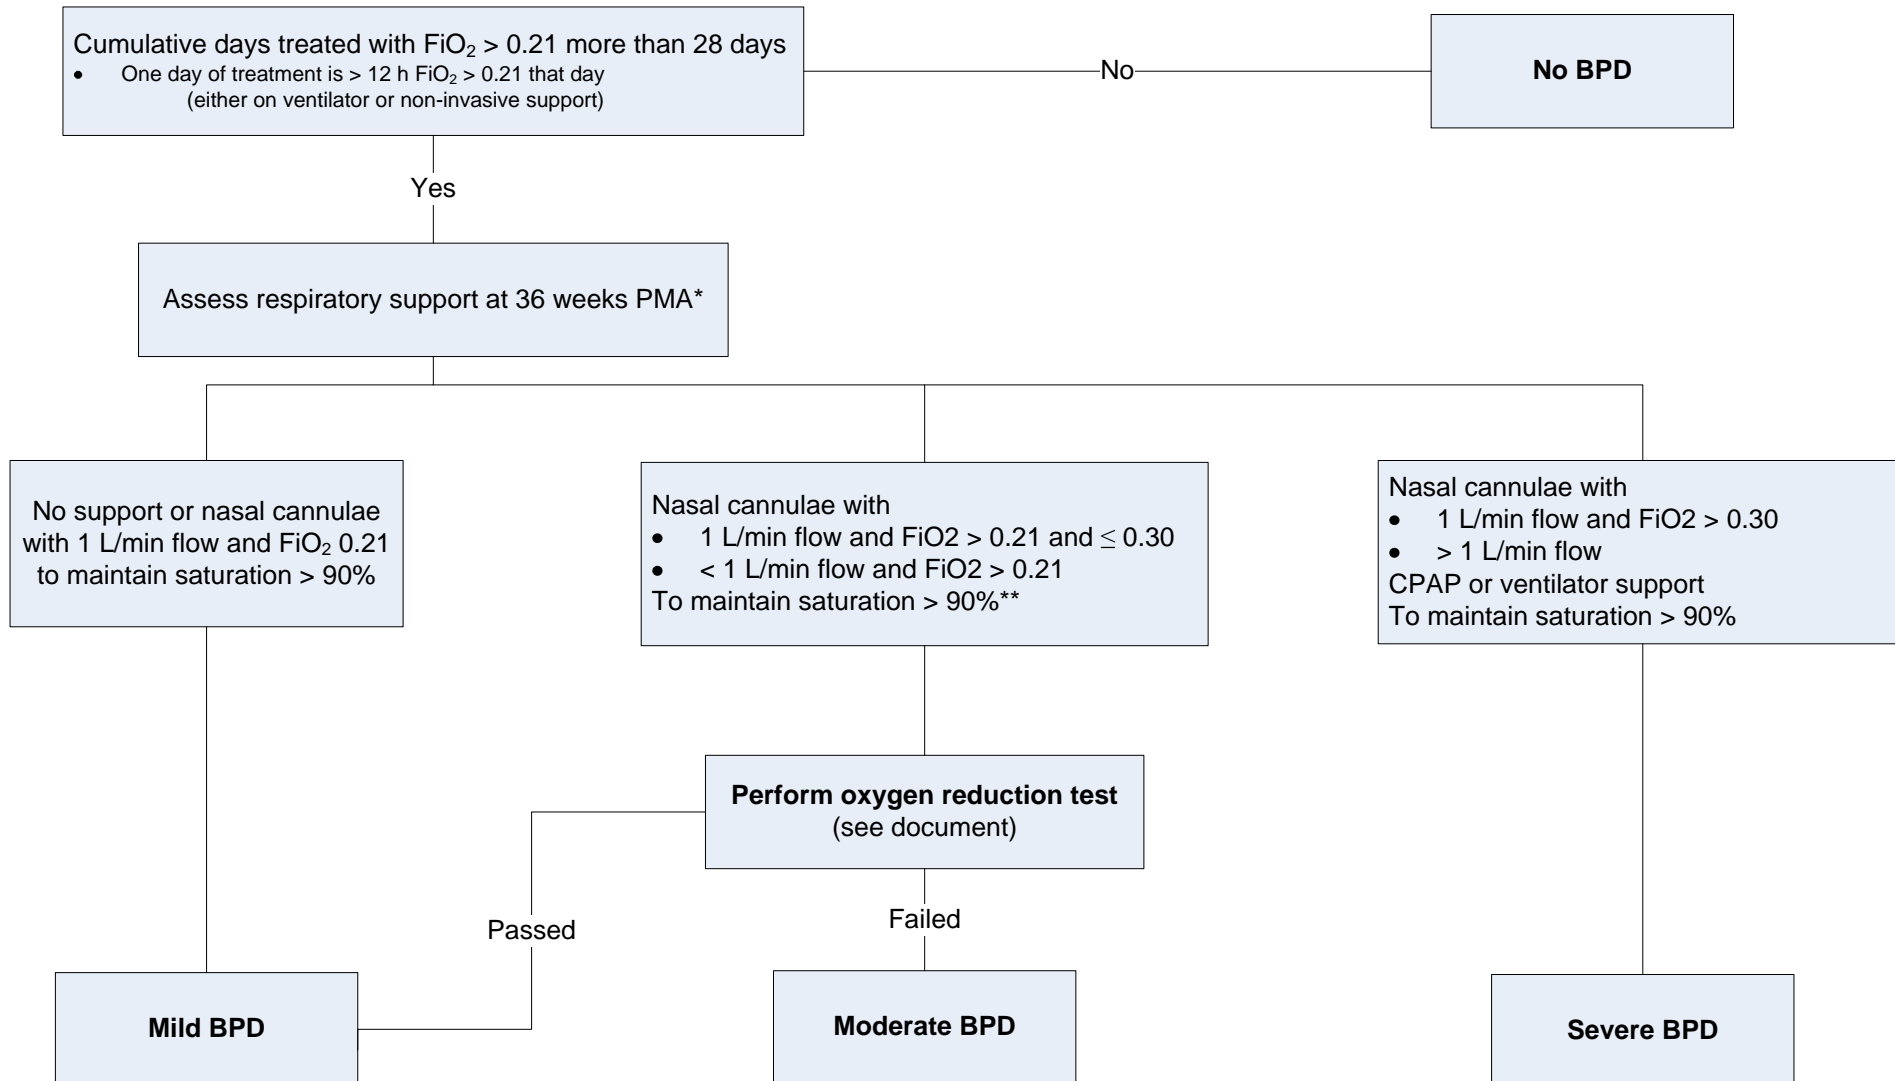 Cumulative days treated with FiO₂ > 0.21 more than 28 days
• One day of treatment is > 12 h FiO₂ > 0.21 that day
(either on ventilator or non-invasive support)
No
No BPD
Yes
Assess respiratory support at 36 weeks PMA*
No support or nasal cannulae
with 1 L/min flow and FiO₂ 0.21
to maintain saturation > 90%
Nasal cannulae with
• 1 L/min flow and FiO2 > 0.21 and ≤ 0.30
• < 1 L/min flow and FiO2 > 0.21
To maintain saturation > 90%**
Nasal cannulae with
• 1 L/min flow and FiO2 > 0.30
• > 1 L/min flow
CPAP or ventilator support
To maintain saturation > 90%
Perform oxygen reduction test
(see document)
Passed
Failed
Mild BPD
Moderate BPD
Severe BPD